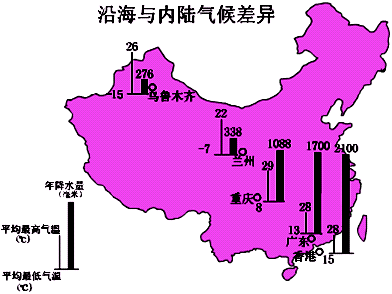 沿海与内陆气候差异
26
276
-15
乌鲁木齐
22
338
-7
兰州
1088
29
重庆
8
1700
28
13
广东
2100
28
香港
15
年降水量
(毫米)
平均最高气温
(℃)
平均最低气温
(℃)